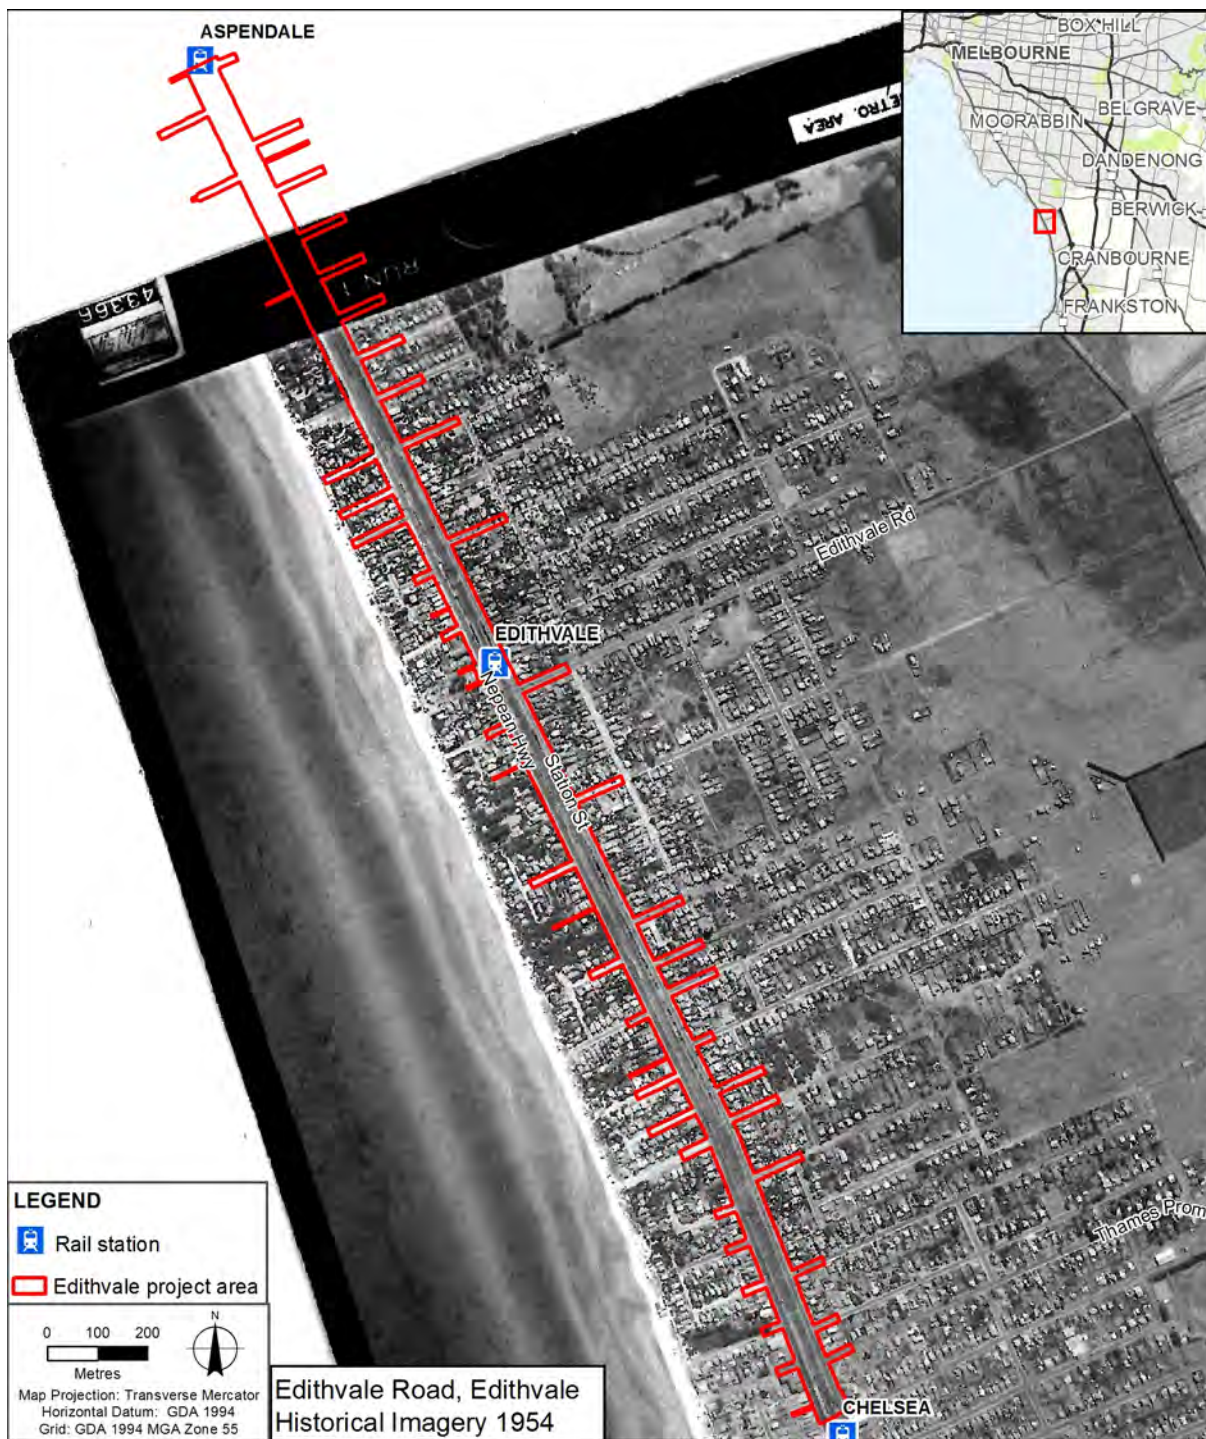 ASPENDALE
BOX HILL
MELBOURNE
BELGRAVE
MOORABBIN
DANDENONG
BERWICK
CRANBOURNE
FRANKSTON
METRO. AREA
RUN 1
43366
Edithvale Rd
EDITHVALE
Nepean Hwy
Station St
Thames Prom
CHELSEA
LEGEND
Rail station
Edithvale project area
0 100 200
Metres
N
Map Projection: Transverse Mercator
Horizontal Datum: GDA 1994
Grid: GDA 1994 MGA Zone 55
Edithvale Road, Edithvale
Historical Imagery 1954